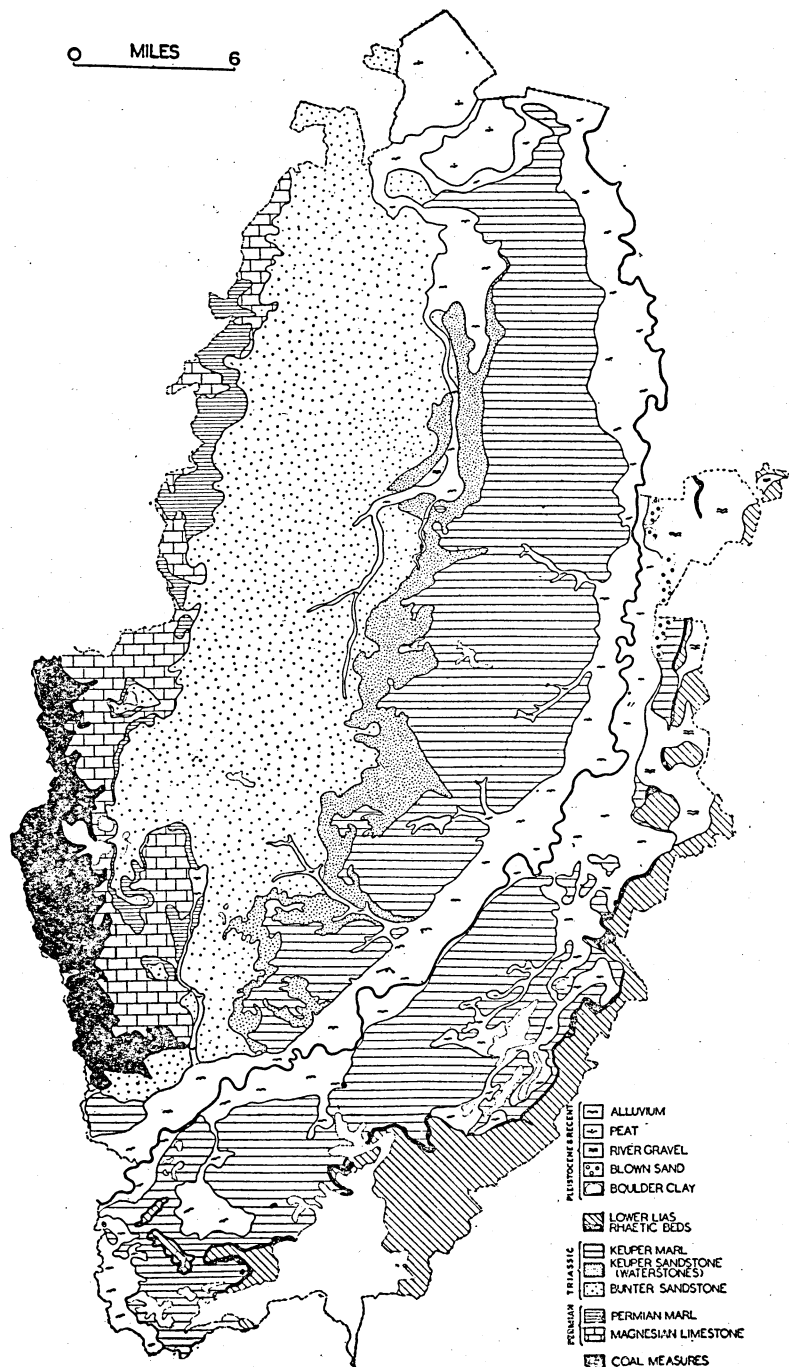 0 MILES 6
PLEISTOCENE & RECENT
ALLUVIUM
PEAT
RIVER GRAVEL
BLOWN SAND
BOULDER CLAY
LOWER LIAS
RHAETIC BEDS
TRIASSIC
KEUPER MARL
KEUPER SANDSTONE
(WATERSTONES)
BUNTER SANDSTONE
PERMIAN
PERMIAN MARL
MAGNESIAN LIMESTONE
COAL MEASURES